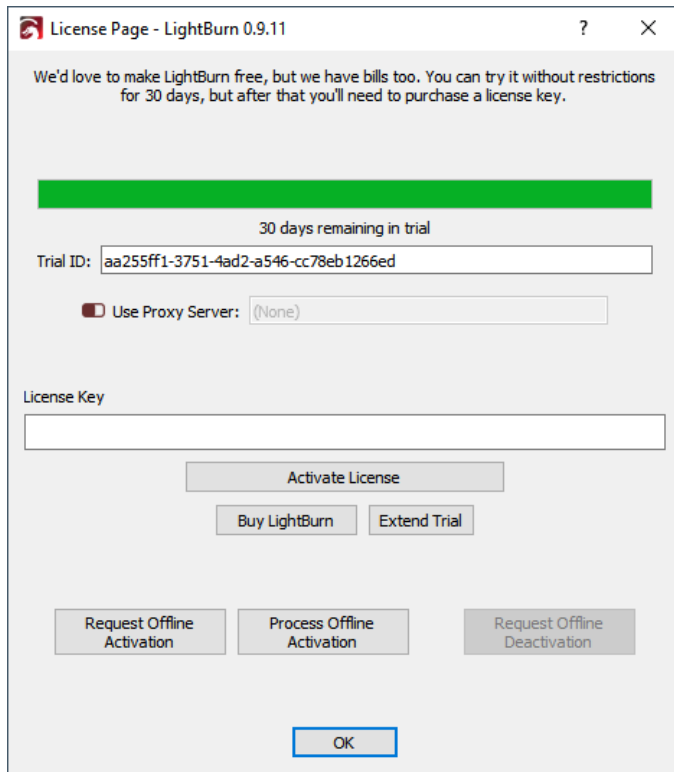 License Page - LightBurn 0.9.11
We'd love to make LightBurn free, but we have bills too. You can try it without restrictions
for 30 days, but after that you'll need to purchase a license key.
30 days remaining in trial
Trial ID: aa255ff1-3751-4ad2-a546-cc78eb1266ed
Use Proxy Server: (None)
License Key
Activate License
Buy LightBurn Extend Trial
Request Offline Process Offline Request Offline
Activation Activation Deactivation
OK